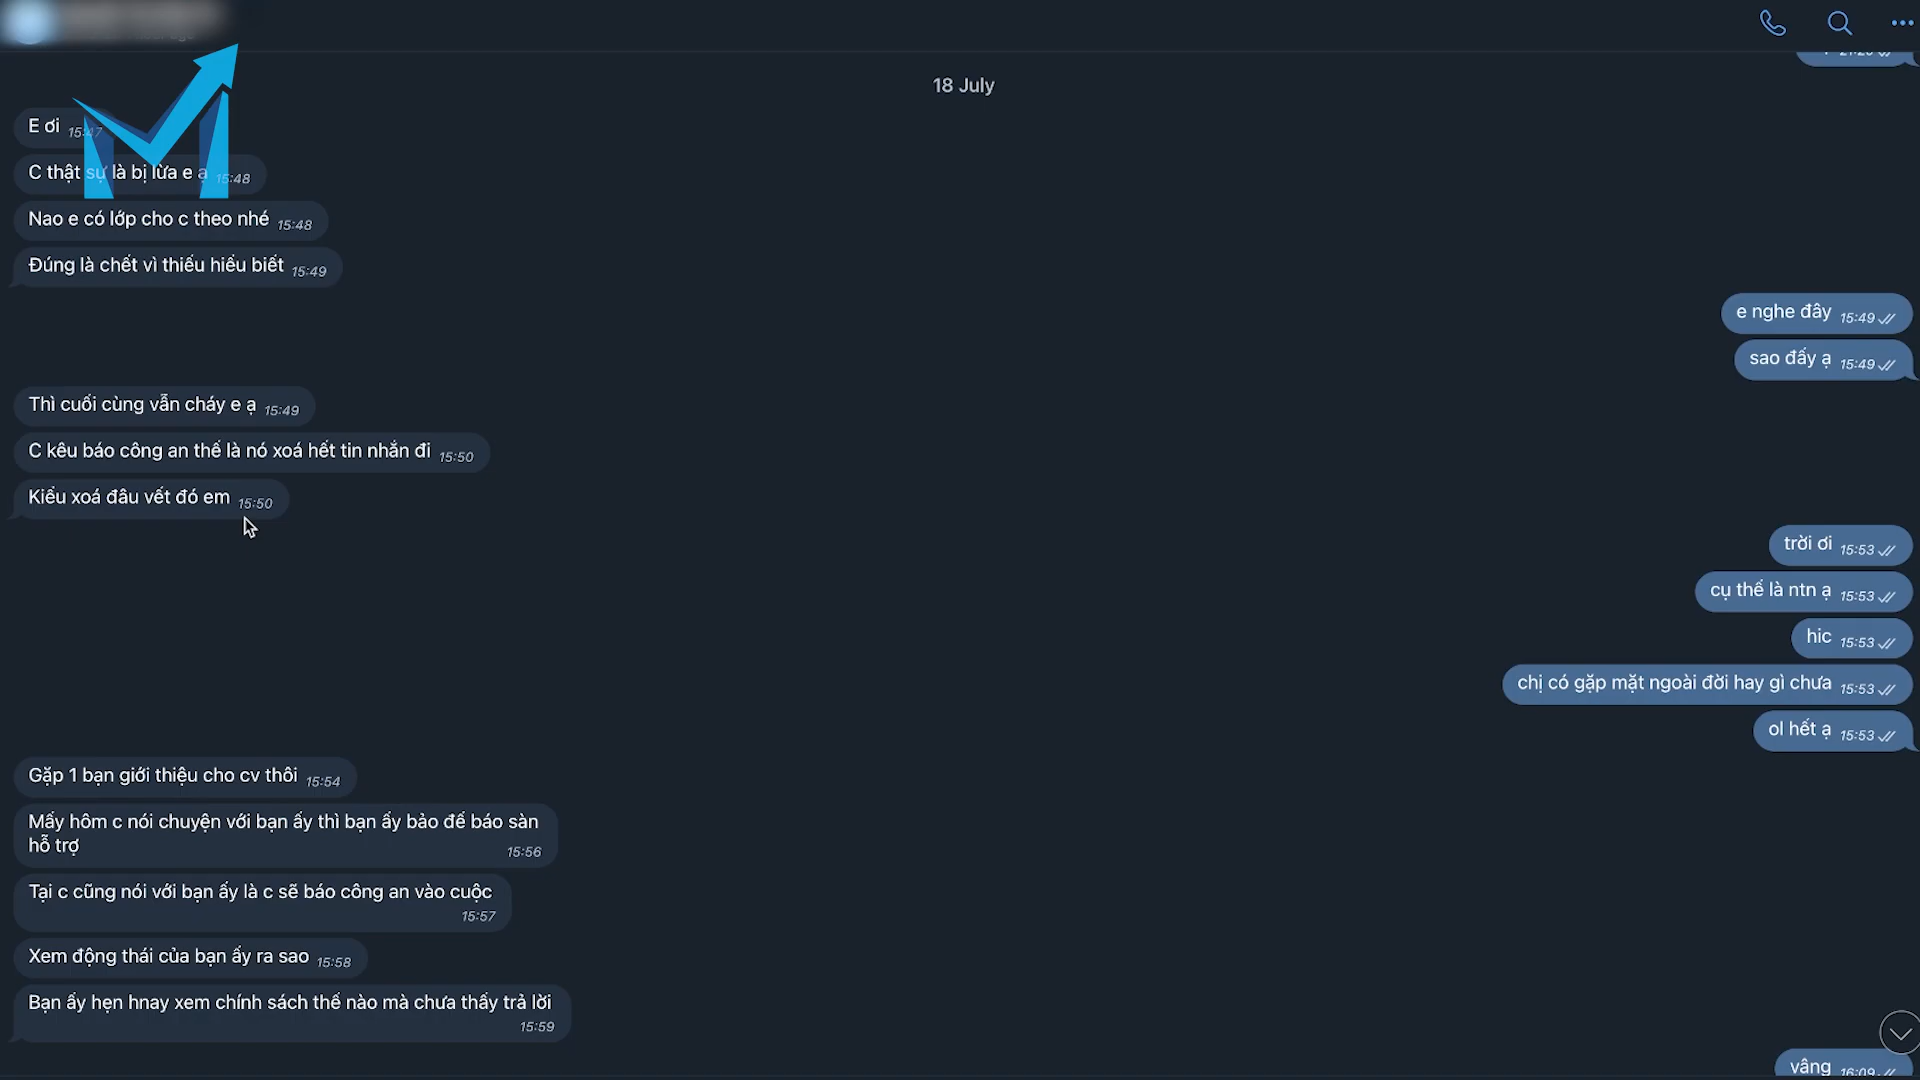 18 July
E ơi 15:47
C thật sự là bị lừa e ạ 15:48
Nao e có lớp cho c theo nhé 15:48
Đúng là chết vì thiếu hiểu biết 15:49
e nghe đây 15:49
sao đấy ạ 15:49
Thì cuối cùng vẫn cháy e ạ 15:49
C kêu báo công an thế là nó xoá hết tin nhắn đi 15:50
Kiểu xoá đâu vết đó em 15:50
trời ơi 15:53
cụ thể là ntn ạ 15:53
hic 15:53
chị có gặp mặt ngoài đời hay gì chưa 15:53
ol hết ạ 15:53
Gặp 1 bạn giới thiệu cho cv thôi 15:54
Mấy hôm c nói chuyện với bạn ấy thì bạn ấy bảo để báo sàn
hỗ trợ 15:56
Tại c cũng nói với bạn ấy là c sẽ báo công an vào cuộc
15:57
Xem động thái của bạn ấy ra sao 15:58
Bạn ấy hẹn hnay xem chính sách thế nào mà chưa thấy trả lời
15:59
vâng 16:09